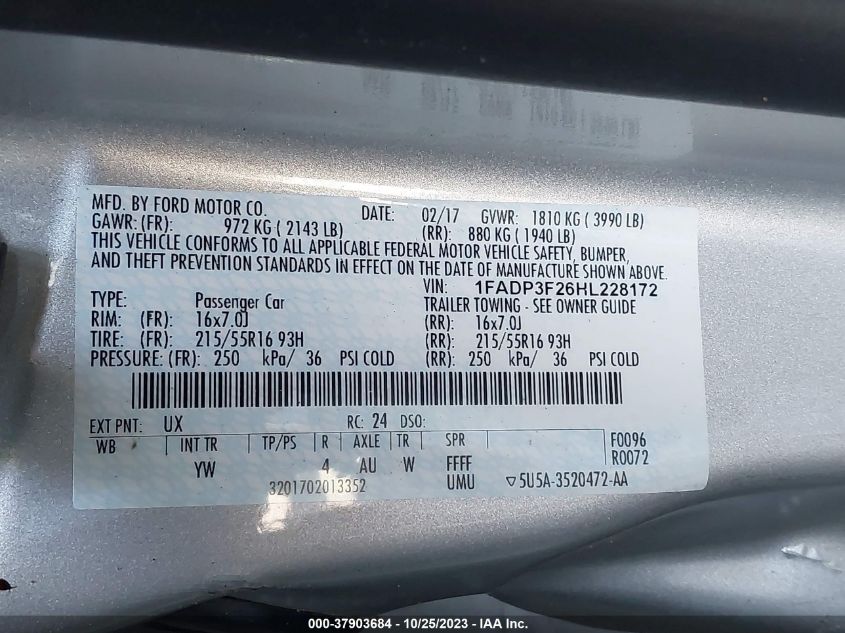 MFD. BY FORD MOTOR CO. DATE: 02/17 GVWR: 1810 KG ( 3990 LB)
GAWR: (FR): 972 KG ( 2143 LB) (RR): 880 KG ( 1940 LB)
THIS VEHICLE CONFORMS TO ALL APPLICABLE FEDERAL MOTOR VEHICLE SAFETY, BUMPER,
AND THEFT PREVENTION STANDARDS IN EFFECT ON THE DATE OF MANUFACTURE SHOWN ABOVE.
VIN: 1FADP3F26HL228172
TYPE: Passenger Car TRAILER TOWING - SEE OWNER GUIDE
RIM: (FR): 16x7.0J (RR): 16x7.0J
TIRE: (FR): 215/55R16 93H (RR): 215/55R16 93H
PRESSURE: (FR): 250 kPa/ 36 PSI COLD (RR): 250 kPa/ 36 PSI COLD
EXT PNT: UX RC: 24 DSO:
WB INT TR TP/PS R AXLE TR SPR F0096
YW 4 AU W FFFF R0072
3201702013352 UMU ▽5U5A-3520472-AA
000-37903684 - 10/25/2023 - IAA Inc.